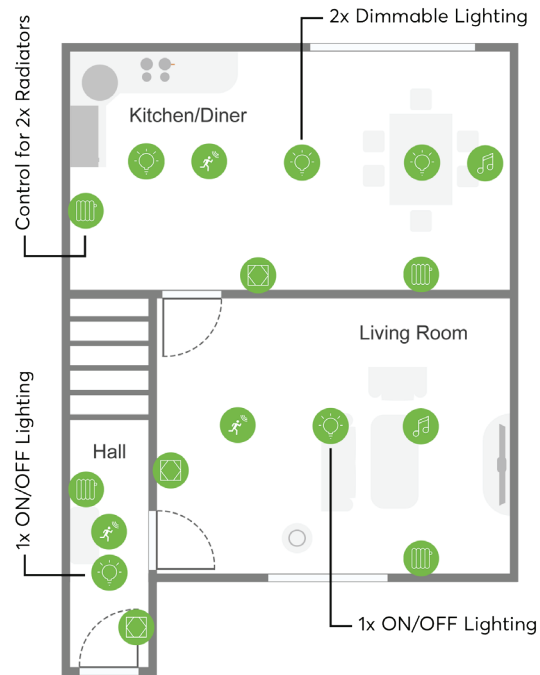 2x Dimmable Lighting
Control for 2x Radiators
Kitchen/Diner
Living Room
1x ON/OFF Lighting
Hall
1x ON/OFF Lighting